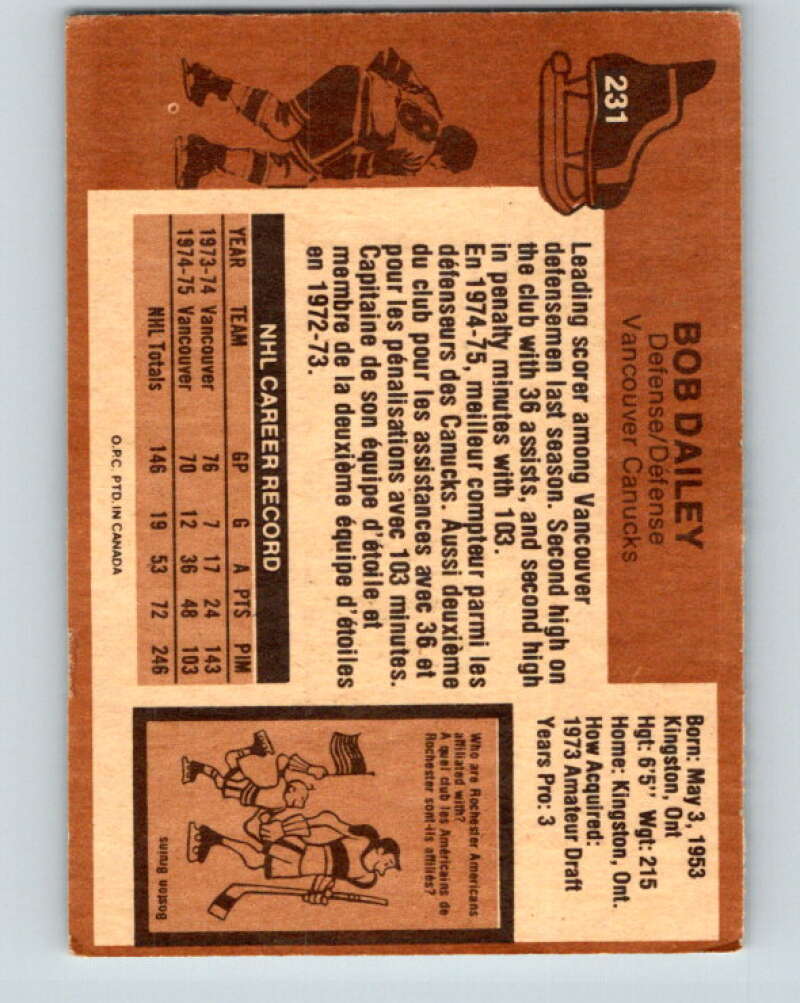 231
BOB DAILEY
Defense/Défense
Vancouver Canucks
Born: May 3, 1953
Kingston, Ont
Hgt: 6'5" Wgt: 215
Home: Kingston, Ont.
How Acquired:
1973 Amateur Draft
Years Pro: 3
Leading scorer among Vancouver
defensemen last season. Second high on
the club with 36 assists, and second high
in penalty minutes with 103.
En 1974-75, meilleur compteur parmi les
défenseurs des Canucks. Aussi deuxième
du club pour les assistances avec 36 et
pour les pénalisations avec 103 minutes.
Capitaine de son équipe d'étoile et
membre de la deuxième équipe d'étoiles
en 1972-73.
NHL CAREER RECORD
YEAR TEAM GP G A PTS PIM
1973-74 Vancouver 76 7 17 24 143
1974-75 Vancouver 70 12 36 48 103
NHL Totals 146 19 53 72 246
O.P.C. PTD. IN CANADA
Who are Rochester Americans
affiliated with?
A quel club les Américains de
Rochester sont-ils affiliés?
Boston Bruins
8